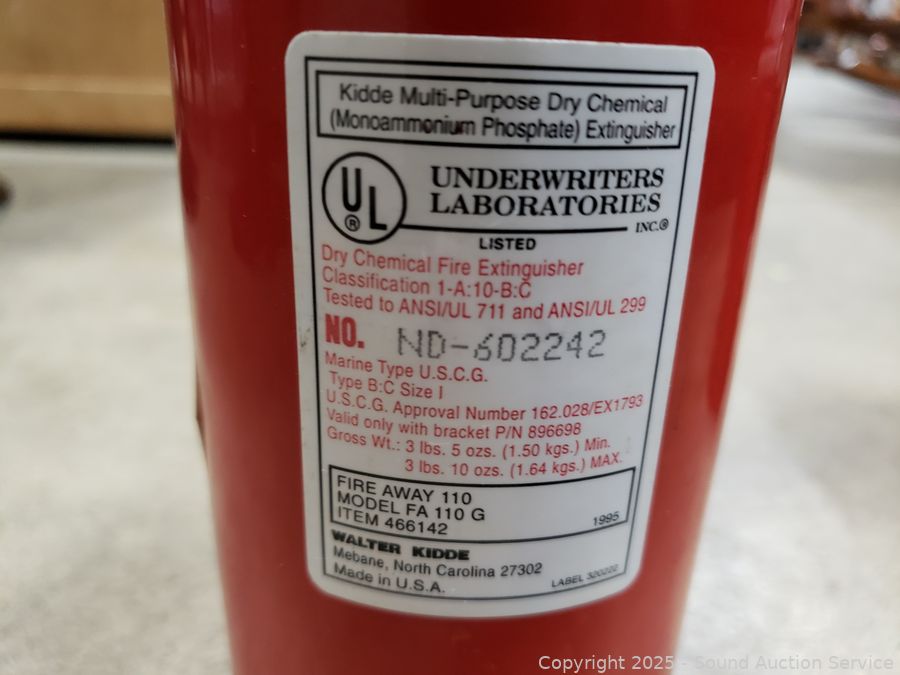 Kidde Multi-Purpose Dry Chemical
(Monoammonium Phosphate) Extinguisher
UL®
UNDERWRITERS
LABORATORIES
INC.®
LISTED
Dry Chemical Fire Extinguisher
Classification 1-A:10-B:C
Tested to ANSI/UL 711 and ANSI/UL 299
NO. ND-602242
Marine Type U.S.C.G.
Type B:C Size I
U.S.C.G. Approval Number 162.028/EX1793
Valid only with bracket P/N 896698
Gross Wt.: 3 lbs. 5 ozs. (1.50 kgs.) Min.
3 lbs. 10 ozs. (1.64 kgs.) MAX.
FIRE AWAY 110
MODEL FA 110 G
ITEM 466142
1995
WALTER KIDDE
Mebane, North Carolina 27302
Made in U.S.A.
LABEL
Copyright 2025 - Sound Auction Service